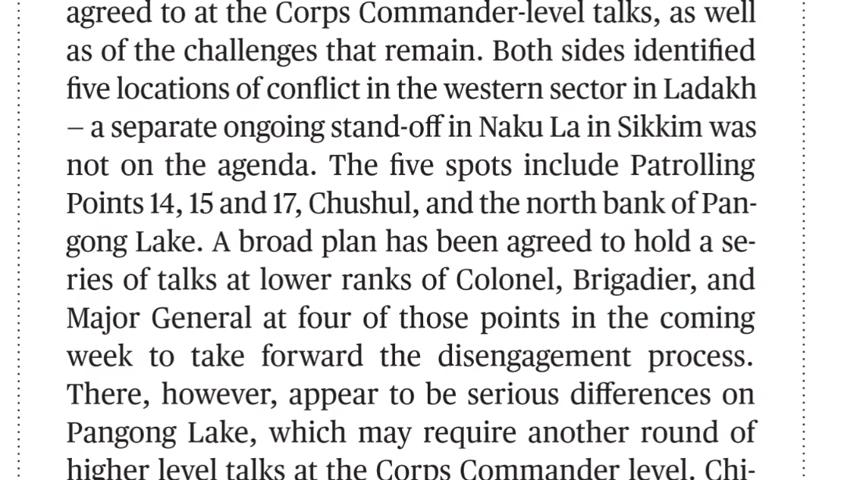 agreed to at the Corps Commander-level talks, as well
as of the challenges that remain. Both sides identified
five locations of conflict in the western sector in Ladakh
– a separate ongoing stand-off in Naku La in Sikkim was
not on the agenda. The five spots include Patrolling
Points 14, 15 and 17, Chushul, and the north bank of Pan-
gong Lake. A broad plan has been agreed to hold a se-
ries of talks at lower ranks of Colonel, Brigadier, and
Major General at four of those points in the coming
week to take forward the disengagement process.
There, however, appear to be serious differences on
Pangong Lake, which may require another round of
higher level talks at the Corps Commander level. Chi-